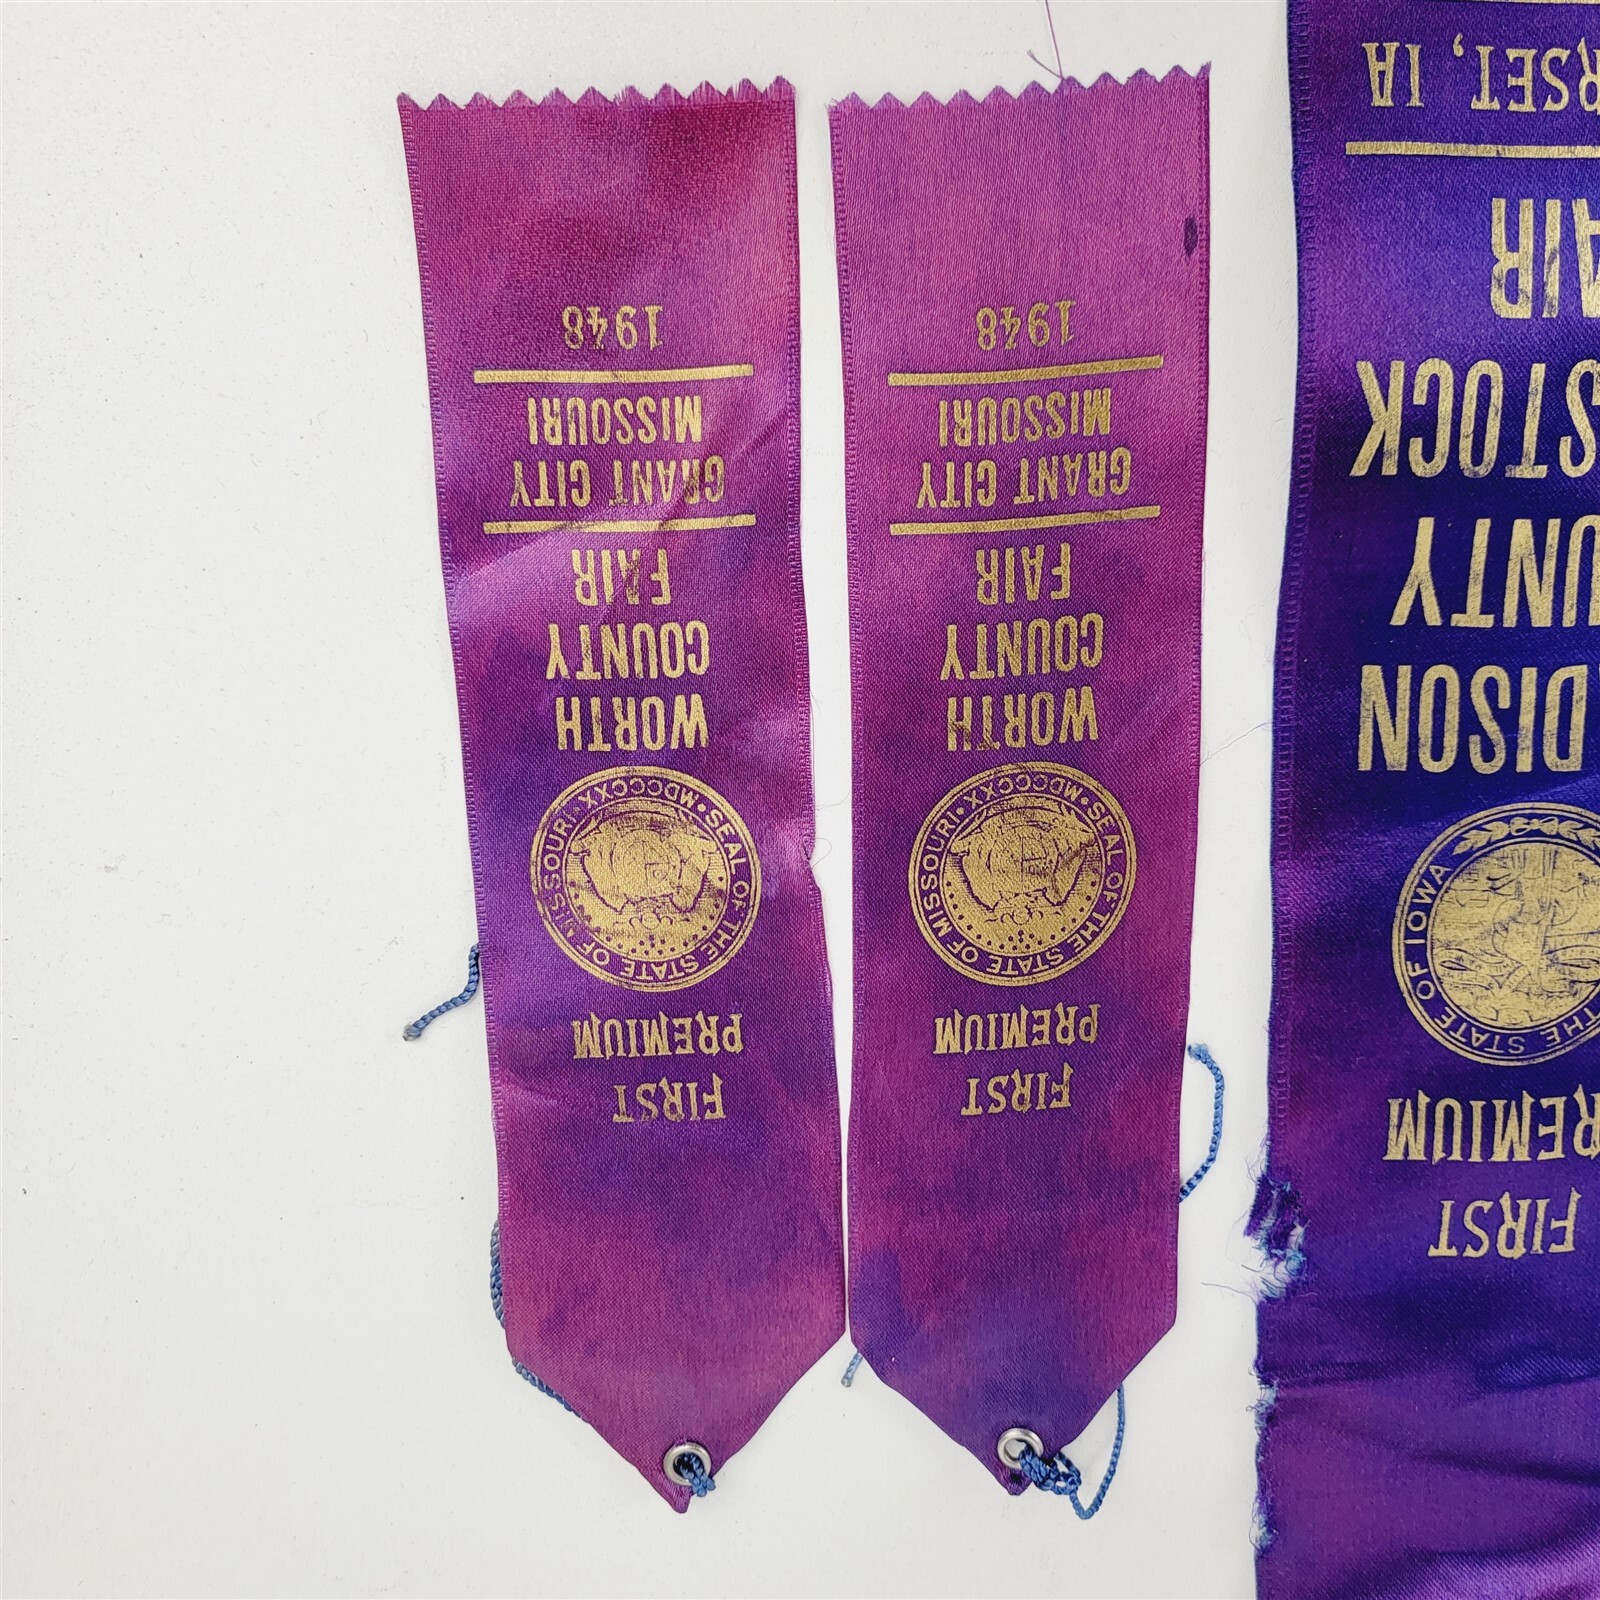 FIRST
REMIUM
THE STATE OF IOWA
DISON
UNTY
STOCK
AIR
RSET, IA
FIRST
PREMIUM
SEAL OF THE STATE OF MISSOURI • MDCCCXX •
WORTH
COUNTY
FAIR
GRANT CITY
MISSOURI
1948
FIRST
PREMIUM
SEAL OF THE STATE OF MISSOURI • MDCCCXX •
WORTH
COUNTY
FAIR
GRANT CITY
MISSOURI
1948